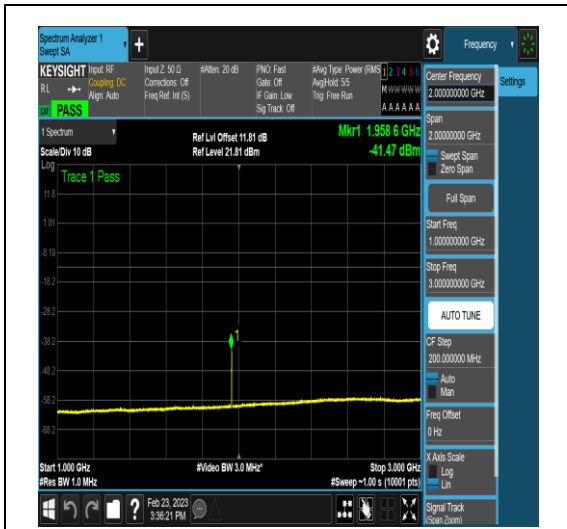 Spectrum Analyzer 1
Swept SA
+
Frequency
KEYSIGHT
RL
PASS
Input: RF
Coupling: DC
Align: Auto
Input Z: 50 Ω
Corrections: Off
Freq Ref: Int (S)
#Atten: 20 dB
PNO: Fast
Gate: Off
IF Gain: Low
Sig Track: Off
#Avg Type: Power (RMS
Avg|Hold: 5/5
Trig: Free Run
1 2 3 4 5 6
M W W W W W
A A A A A A
1 Spectrum
Scale/Div 10 dB
Ref Lvl Offset 11.81 dB
Ref Level 21.81 dBm
Mkr1 1.958 6 GHz
-41.47 dBm
Log
Trace 1 Pass
11.8
1.81
-8.19
-18.2
-28.2
-38.2
-48.2
-58.2
-68.2
1
Start 1.000 GHz
#Res BW 1.0 MHz
#Video BW 3.0 MHz*
Stop 3.000 GHz
#Sweep ~1.00 s (10001 pts)
Center Frequency
2.000000000 GHz
Span
2.00000000 GHz
Swept Span
Zero Span
Full Span
Start Freq
1.000000000 GHz
Stop Freq
3.000000000 GHz
AUTO TUNE
CF Step
200.000000 MHz
Auto
Man
Freq Offset
0 Hz
X Axis Scale
Log
Lin
Signal Track
(Span Zoom)
Settings
?
Feb 23, 2023
3:36:21 PM